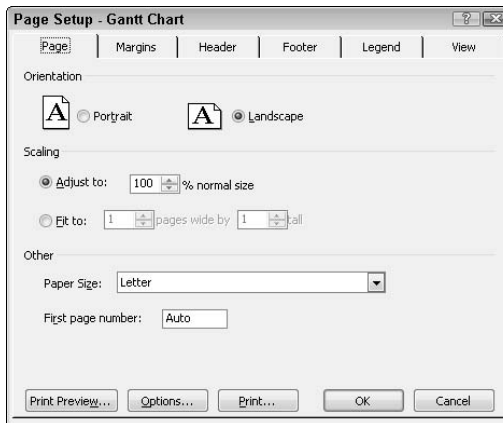 Page Setup - Gantt Chart
Page Margins Header Footer Legend View
Orientation
A Portrait A Landscape
Scaling
Adjust to: 100 % normal size
Fit to: 1 pages wide by 1 tall
Other
Paper Size: Letter
First page number: Auto
Print Preview... Options... Print... OK Cancel